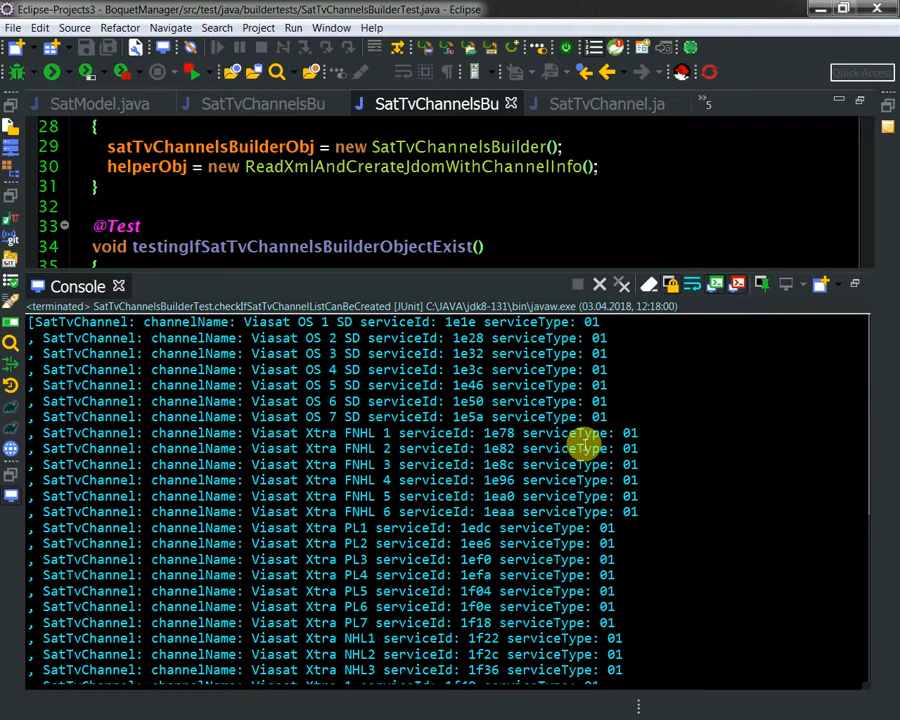 Eclipse-Projects3 - BoquetManager/src/test/java/buildertests/SatTvChannelsBuilderTest.java - Eclipse
File Edit Source Refactor Navigate Search Project Run Window Help
Quick Access
SatModel.java SatTvChannelsBu SatTvChannelsBu SatTvChannel.ja »5
28 {
29 satTvChannelsBuilderObj = new SatTvChannelsBuilder();
30 helperObj = new ReadXmlAndCrerateJdomWithChannelInfo();
31 }
32
33 @Test
34 void testingIfSatTvChannelsBuilderObjectExist()
35 {
Console
<terminated> SatTvChannelsBuilderTest.checkIfSatTvChannelListCanBeCreated [JUnit] C:\JAVA\jdk8-131\bin\javaw.exe (03.04.2018, 12:18:00)
[SatTvChannel: channelName: Viasat OS 1 SD serviceId: 1e1e serviceType: 01
, SatTvChannel: channelName: Viasat OS 2 SD serviceId: 1e28 serviceType: 01
, SatTvChannel: channelName: Viasat OS 3 SD serviceId: 1e32 serviceType: 01
, SatTvChannel: channelName: Viasat OS 4 SD serviceId: 1e3c serviceType: 01
, SatTvChannel: channelName: Viasat OS 5 SD serviceId: 1e46 serviceType: 01
, SatTvChannel: channelName: Viasat OS 6 SD serviceId: 1e50 serviceType: 01
, SatTvChannel: channelName: Viasat OS 7 SD serviceId: 1e5a serviceType: 01
, SatTvChannel: channelName: Viasat Xtra FNHL 1 serviceId: 1e78 serviceType: 01
, SatTvChannel: channelName: Viasat Xtra FNHL 2 serviceId: 1e82 serviceType: 01
, SatTvChannel: channelName: Viasat Xtra FNHL 3 serviceId: 1e8c serviceType: 01
, SatTvChannel: channelName: Viasat Xtra FNHL 4 serviceId: 1e96 serviceType: 01
, SatTvChannel: channelName: Viasat Xtra FNHL 5 serviceId: 1ea0 serviceType: 01
, SatTvChannel: channelName: Viasat Xtra FNHL 6 serviceId: 1eaa serviceType: 01
, SatTvChannel: channelName: Viasat Xtra PL1 serviceId: 1edc serviceType: 01
, SatTvChannel: channelName: Viasat Xtra PL2 serviceId: 1ee6 serviceType: 01
, SatTvChannel: channelName: Viasat Xtra PL3 serviceId: 1ef0 serviceType: 01
, SatTvChannel: channelName: Viasat Xtra PL4 serviceId: 1efa serviceType: 01
, SatTvChannel: channelName: Viasat Xtra PL5 serviceId: 1f04 serviceType: 01
, SatTvChannel: channelName: Viasat Xtra PL6 serviceId: 1f0e serviceType: 01
, SatTvChannel: channelName: Viasat Xtra PL7 serviceId: 1f18 serviceType: 01
, SatTvChannel: channelName: Viasat Xtra NHL1 serviceId: 1f22 serviceType: 01
, SatTvChannel: channelName: Viasat Xtra NHL2 serviceId: 1f2c serviceType: 01
, SatTvChannel: channelName: Viasat Xtra NHL3 serviceId: 1f36 serviceType: 01